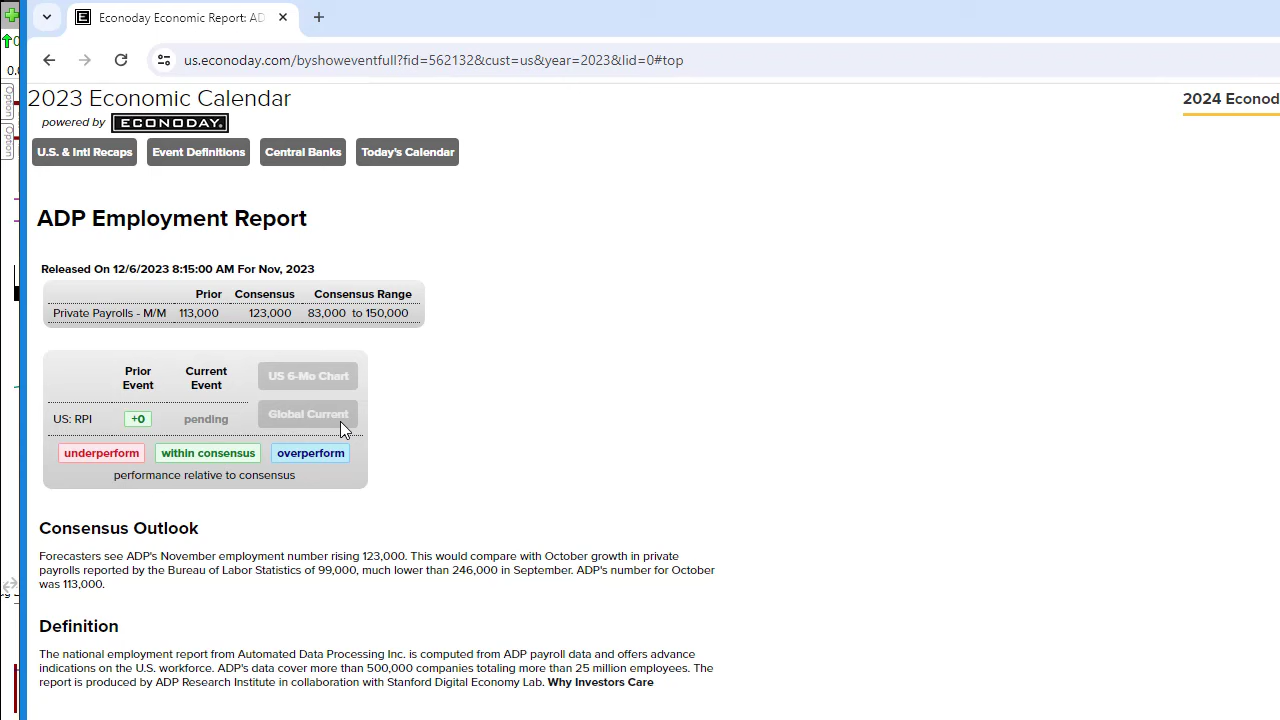 Econoday Economic Report: AD
us.econoday.com/byshoweventfull?fid=562132&cust=us&year=2023&lid=0#top
2023 Economic Calendar
2024 Econod
powered by ECONODAY.
U.S. & Intl Recaps Event Definitions Central Banks Today's Calendar
ADP Employment Report
Released On 12/6/2023 8:15:00 AM For Nov, 2023
Prior Consensus Consensus Range
Private Payrolls - M/M 113,000 123,000 83,000 to 150,000
Prior Event Current Event US 6-Mo Chart
US: RPI +0 pending Global Current
underperform within consensus overperform
performance relative to consensus
Consensus Outlook
Forecasters see ADP's November employment number rising 123,000. This would compare with October growth in private
payrolls reported by the Bureau of Labor Statistics of 99,000, much lower than 246,000 in September. ADP's number for October
was 113,000.
Definition
The national employment report from Automated Data Processing Inc. is computed from ADP payroll data and offers advance
indications on the U.S. workforce. ADP's data cover more than 500,000 companies totaling more than 25 million employees. The
report is produced by ADP Research Institute in collaboration with Stanford Digital Economy Lab. Why Investors Care
0
0.0
Option
Option